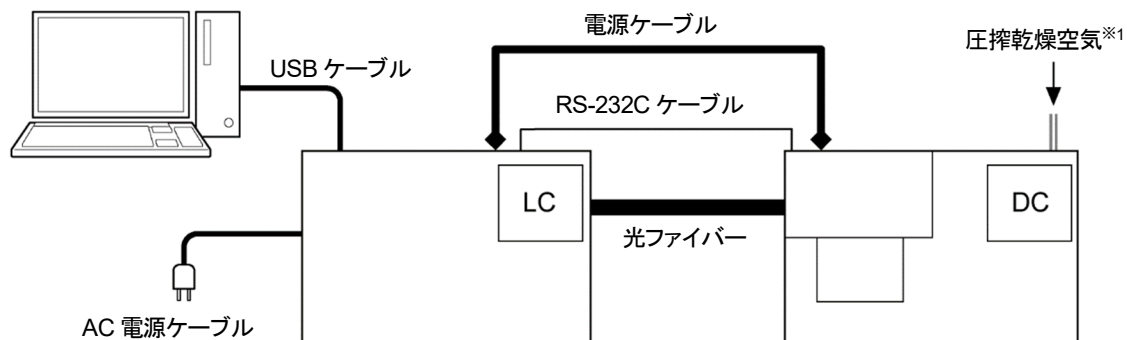 電源ケーブル
圧搾乾燥空気※1
USB ケーブル
RS-232C ケーブル
LC
DC
光ファイバー
AC 電源ケーブル